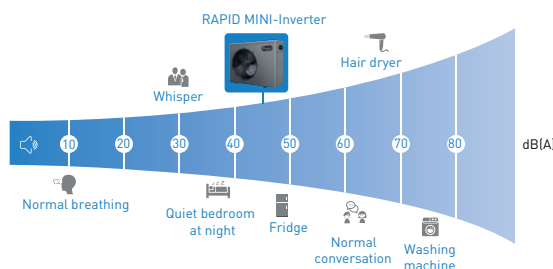 RAPID MINI-Inverter
Hair dryer
Whisper
10 20 30 40 50 60 70 80
dB(A)
Normal breathing
Quiet bedroom
at night
Fridge
Normal
conversation
Washing
machine